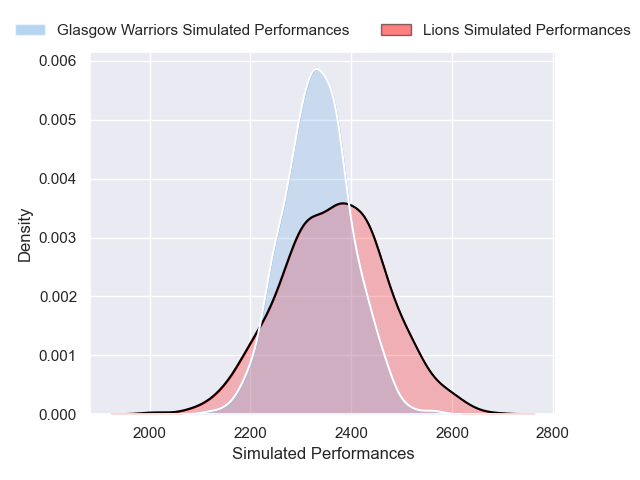 Glasgow Warriors Simulated Performances Lions Simulated Performances
0.006
0.005
0.004
0.003
0.002
0.001
0.000
Density
2000 2200 2400 2600 2800
Simulated Performances